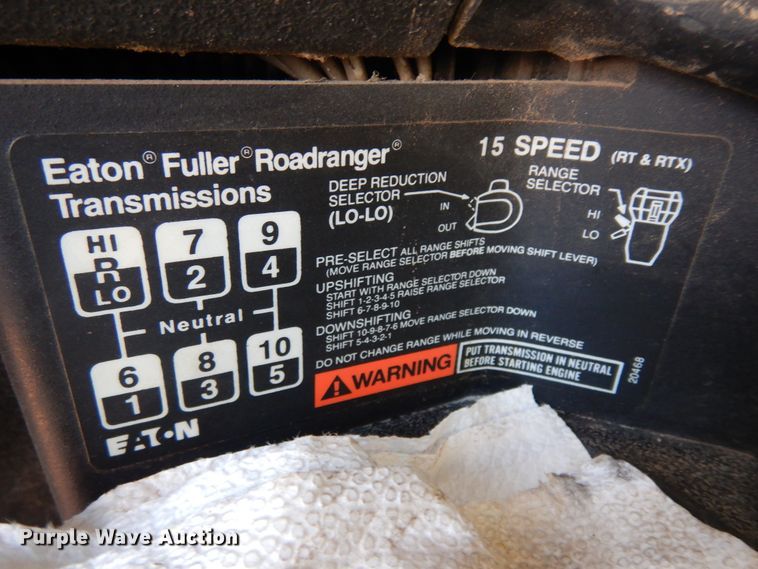 Eaton® Fuller® Roadranger®
Transmissions
15 SPEED (RT & RTX)
DEEP REDUCTION
SELECTOR
(LO-LO)
IN
OUT
RANGE
SELECTOR
HI
LO
HI
R
LO
7
2
9
4
Neutral
6
1
8
3
10
5
PRE-SELECT ALL RANGE SHIFTS
(MOVE RANGE SELECTOR BEFORE MOVING SHIFT LEVER)
UPSHIFTING
START WITH RANGE SELECTOR DOWN
SHIFT 1-2-3-4-5 RAISE RANGE SELECTOR
SHIFT 6-7-8-9-10
DOWNSHIFTING
SHIFT 10-9-8-7-6 MOVE RANGE SELECTOR DOWN
SHIFT 5-4-3-2-1
DO NOT CHANGE RANGE WHILE MOVING IN REVERSE
WARNING
PUT TRANSMISSION IN NEUTRAL
BEFORE STARTING ENGINE
20468
EATON
Purple Wave Auction